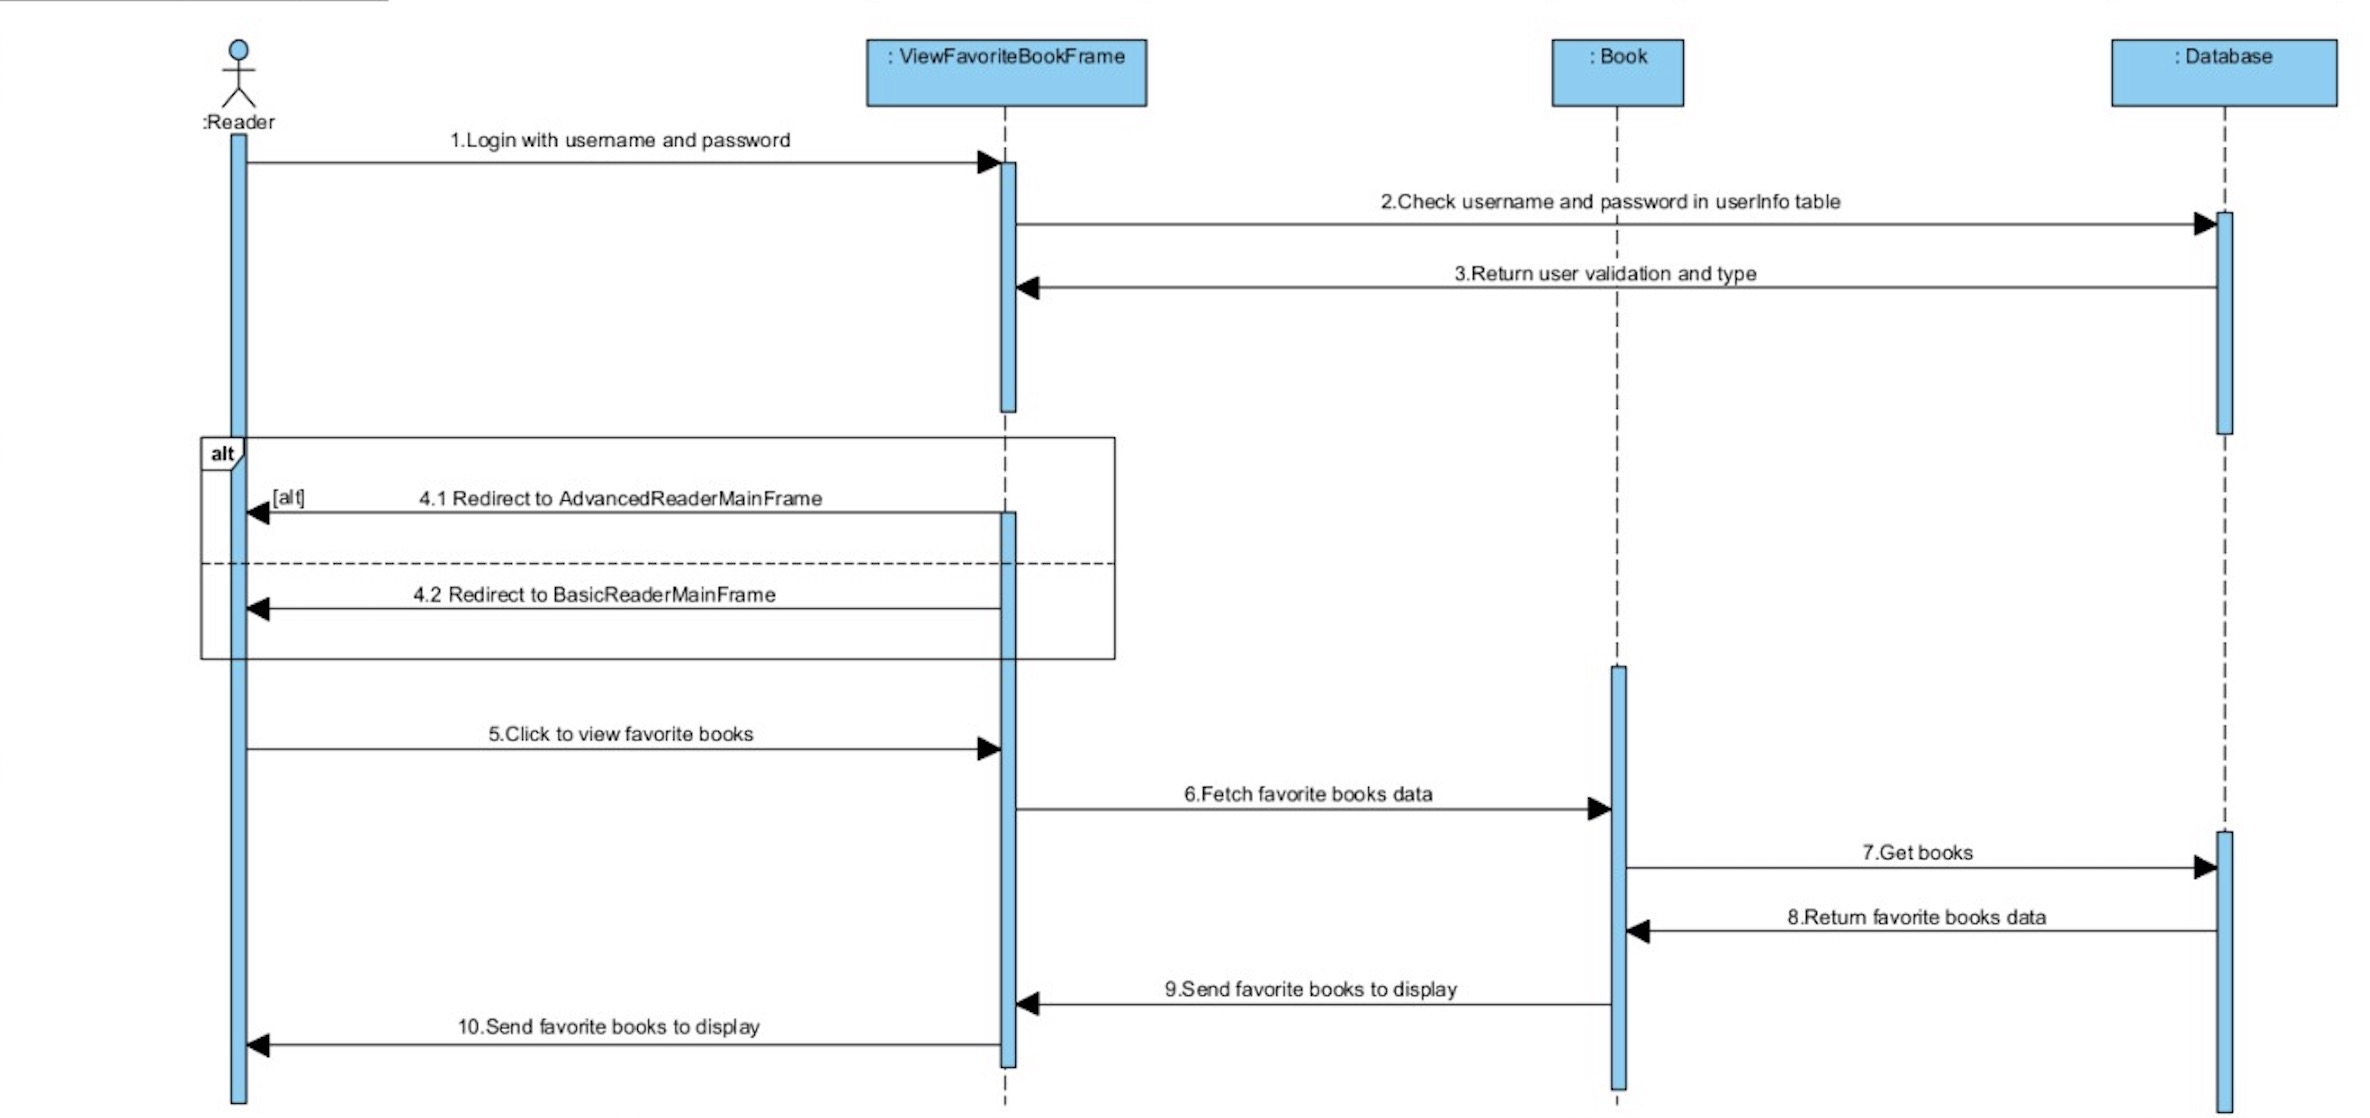 : ViewFavoriteBookFrame
: Book
: Database
:Reader
1.Login with username and password
2.Check username and password in userInfo table
3.Return user validation and type
alt
[alt]
4.1 Redirect to AdvancedReaderMainFrame
4.2 Redirect to BasicReaderMainFrame
5.Click to view favorite books
6.Fetch favorite books data
7.Get books
8.Return favorite books data
9.Send favorite books to display
10.Send favorite books to display